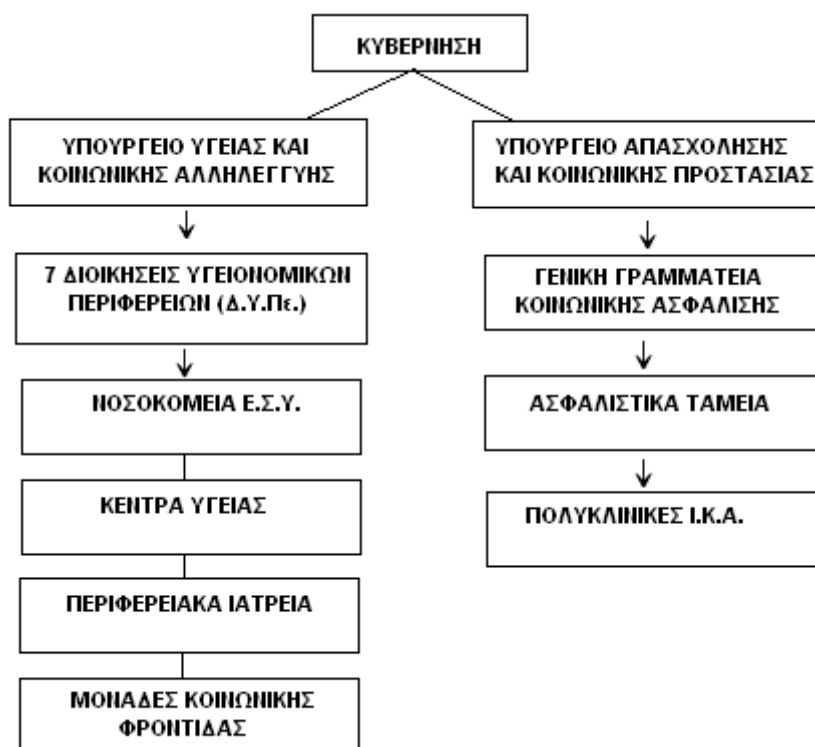 ΚΥΒΕΡΝΗΣΗ
ΥΠΟΥΡΓΕΙΟ ΥΓΕΙΑΣ ΚΑΙ
ΚΟΙΝΩΝΙΚΗΣ ΑΛΛΗΛΕΓΓΥΗΣ
7 ΔΙΟΙΚΗΣΕΙΣ ΥΓΕΙΟΝΟΜΙΚΩΝ
ΠΕΡΙΦΕΡΕΙΩΝ (Δ.Υ.Πε.)
ΝΟΣΟΚΟΜΕΙΑ Ε.Σ.Υ.
ΚΕΝΤΡΑ ΥΓΕΙΑΣ
ΠΕΡΙΦΕΡΕΙΑΚΑ ΙΑΤΡΕΙΑ
ΜΟΝΑΔΕΣ ΚΟΙΝΩΝΙΚΗΣ
ΦΡΟΝΤΙΔΑΣ
ΥΠΟΥΡΓΕΙΟ ΑΠΑΣΧΟΛΗΣΗΣ
ΚΑΙ ΚΟΙΝΩΝΙΚΗΣ ΠΡΟΣΤΑΣΙΑΣ
ΓΕΝΙΚΗ ΓΡΑΜΜΑΤΕΙΑ
ΚΟΙΝΩΝΙΚΗΣ ΑΣΦΑΛΙΣΗΣ
ΑΣΦΑΛΙΣΤΙΚΑ ΤΑΜΕΙΑ
ΠΟΛΥΚΛΙΝΙΚΕΣ Ι.Κ.Α.